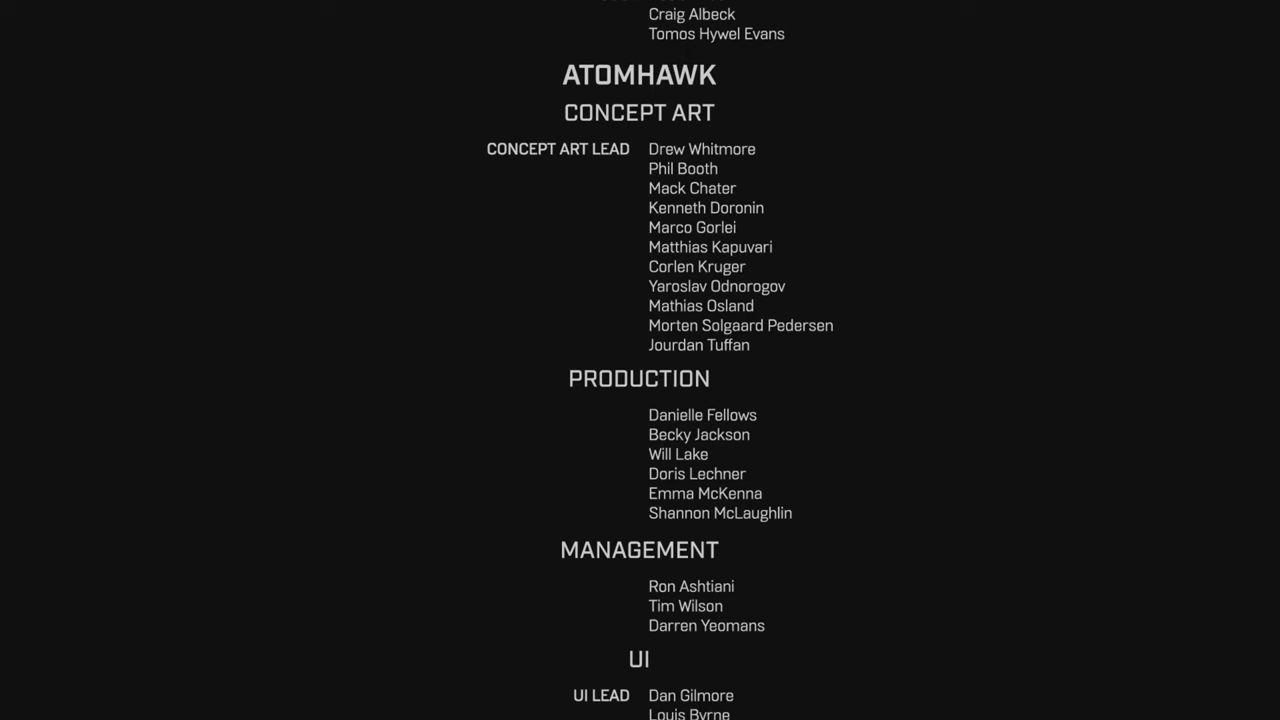 Craig Albeck
Tomos Hywel Evans
ATOMHAWK
CONCEPT ART
CONCEPT ART LEAD Drew Whitmore
Phil Booth
Mack Chater
Kenneth Doronin
Marco Gorlei
Matthias Kapuvari
Corlen Kruger
Yaroslav Odnorogov
Mathias Osland
Morten Solgaard Pedersen
Jourdan Tuffan
PRODUCTION
Danielle Fellows
Becky Jackson
Will Lake
Doris Lechner
Emma McKenna
Shannon McLaughlin
MANAGEMENT
Ron Ashtiani
Tim Wilson
Darren Yeomans
UI
UI LEAD Dan Gilmore
Louis Byrne